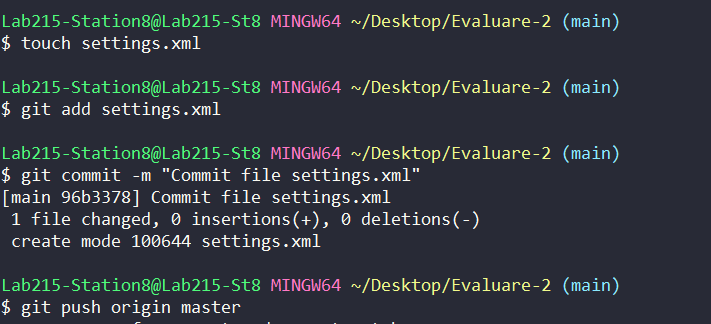 Lab215-Station8@Lab215-St8 MINGW64 ~/Desktop/Evaluare-2 (main)
$ touch settings.xml
Lab215-Station8@Lab215-St8 MINGW64 ~/Desktop/Evaluare-2 (main)
$ git add settings.xml
Lab215-Station8@Lab215-St8 MINGW64 ~/Desktop/Evaluare-2 (main)
$ git commit -m "Commit file settings.xml"
[main 96b3378] Commit file settings.xml
 1 file changed, 0 insertions(+), 0 deletions(-)
 create mode 100644 settings.xml
Lab215-Station8@Lab215-St8 MINGW64 ~/Desktop/Evaluare-2 (main)
$ git push origin master